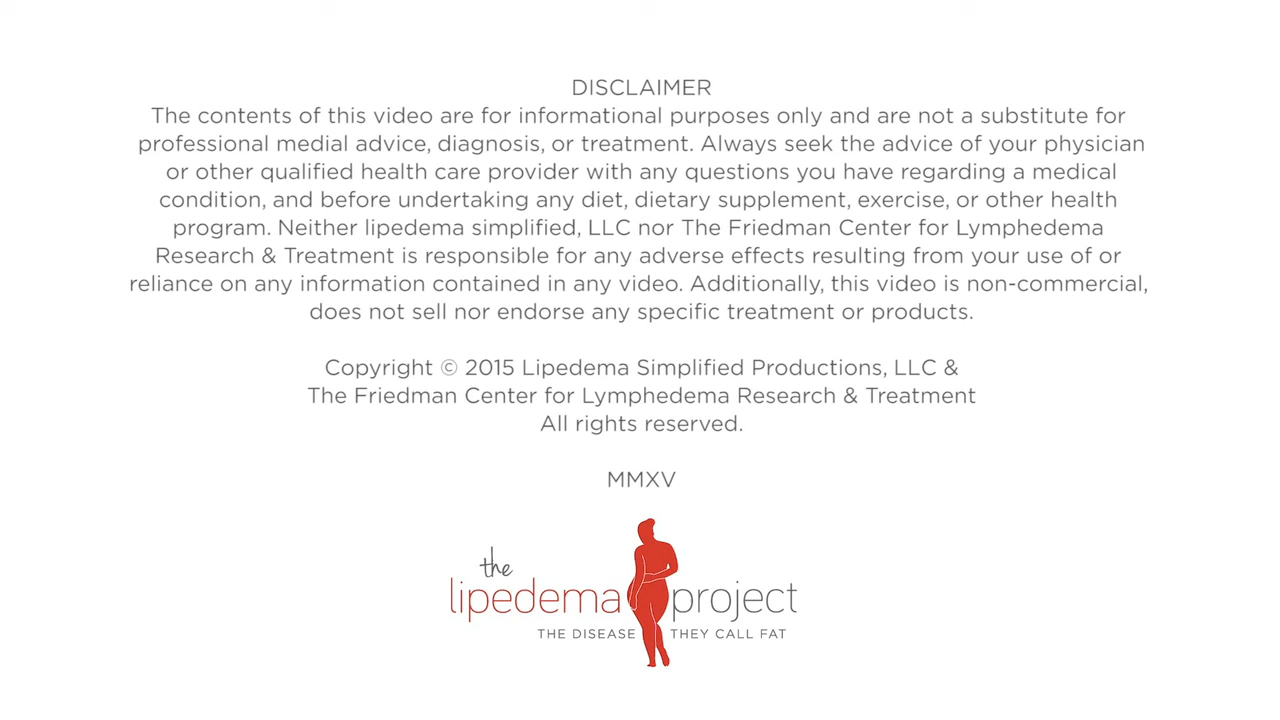 DISCLAIMER
The contents of this video are for informational purposes only and are not a substitute for
professional medial advice, diagnosis, or treatment. Always seek the advice of your physician
or other qualified health care provider with any questions you have regarding a medical
condition, and before undertaking any diet, dietary supplement, exercise, or other health
program. Neither lipedema simplified, LLC nor The Friedman Center for Lymphedema
Research & Treatment is responsible for any adverse effects resulting from your use of or
reliance on any information contained in any video. Additionally, this video is non-commercial,
does not sell nor endorse any specific treatment or products.
Copyright © 2015 Lipedema Simplified Productions, LLC &
The Friedman Center for Lymphedema Research & Treatment
All rights reserved.
MMXV
the
lipedema project
THE DISEASE THEY CALL FAT